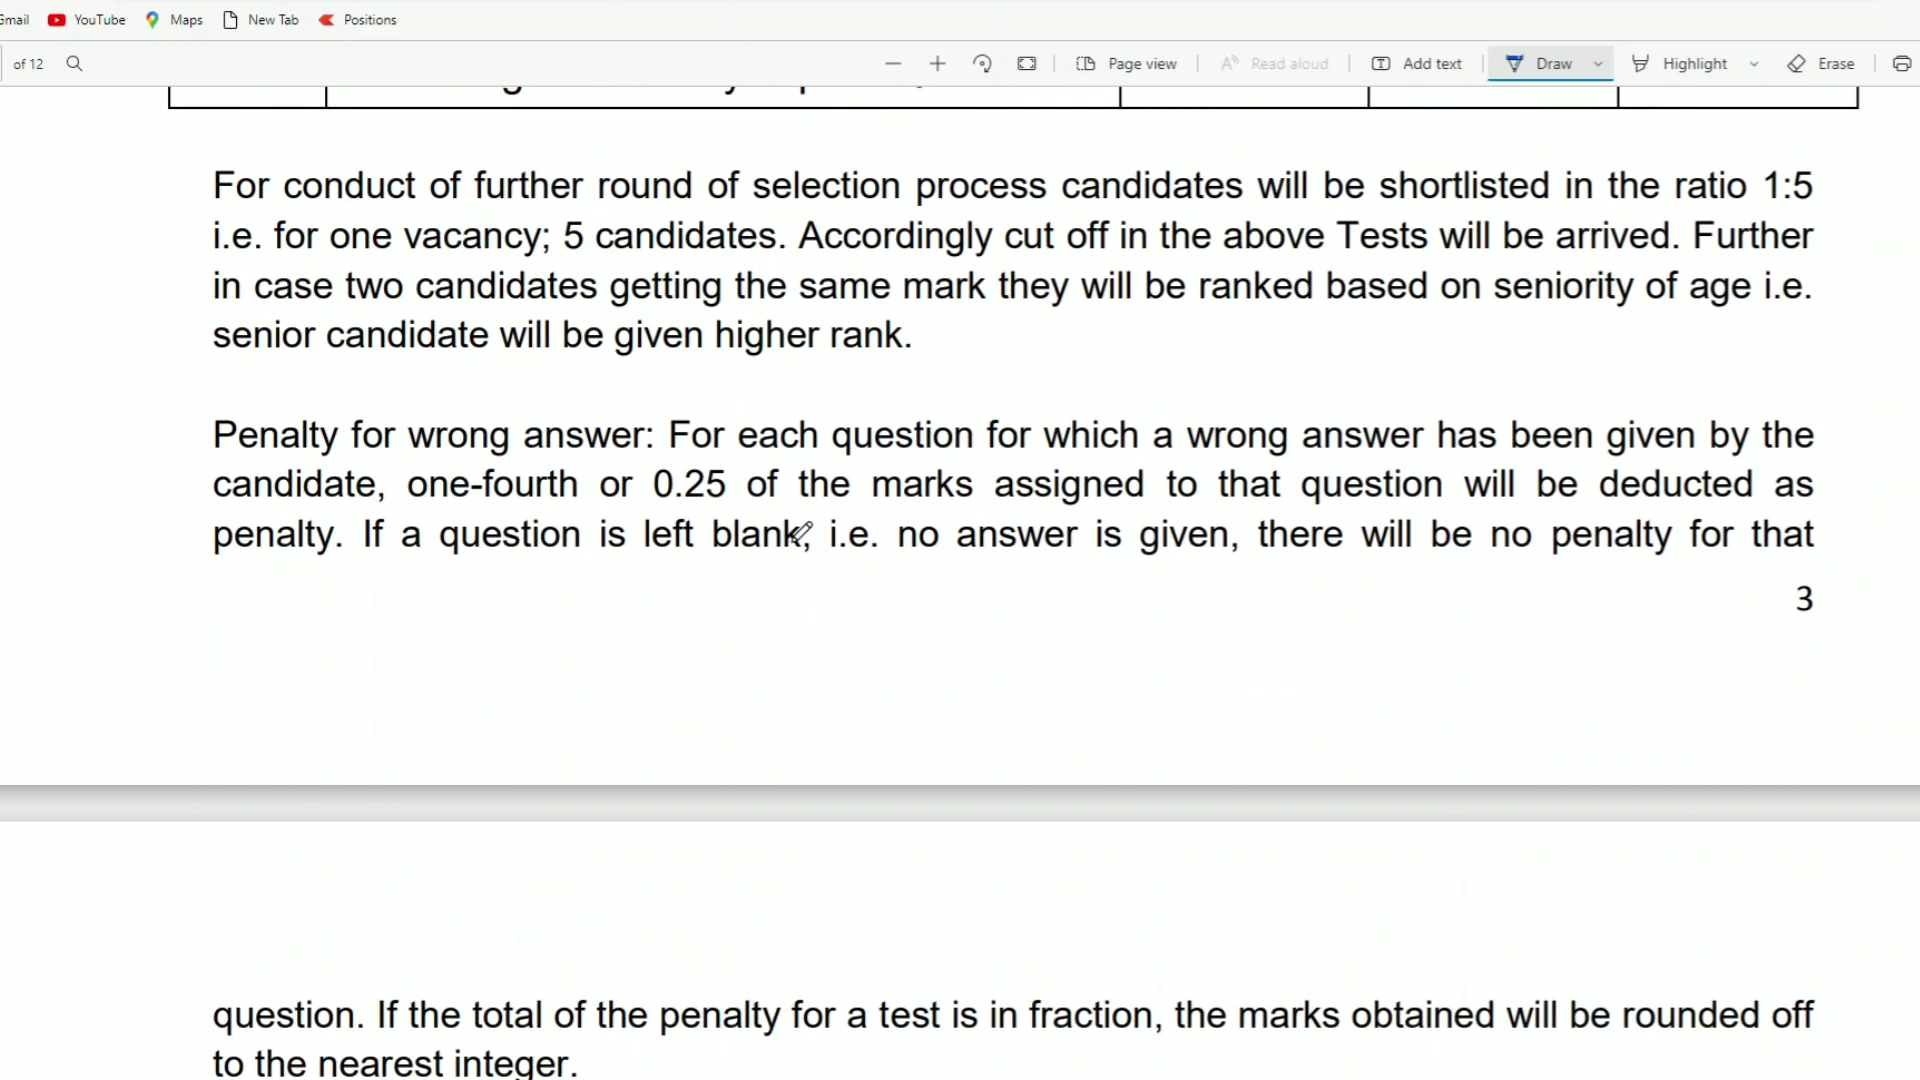 Gmail YouTube Maps New Tab Positions
of 12 Page view Read aloud Add text Draw Highlight Erase
For conduct of further round of selection process candidates will be shortlisted in the ratio 1:5
i.e. for one vacancy; 5 candidates. Accordingly cut off in the above Tests will be arrived. Further
in case two candidates getting the same mark they will be ranked based on seniority of age i.e.
senior candidate will be given higher rank.
Penalty for wrong answer: For each question for which a wrong answer has been given by the
candidate, one-fourth or 0.25 of the marks assigned to that question will be deducted as
penalty. If a question is left blank, i.e. no answer is given, there will be no penalty for that
3
question. If the total of the penalty for a test is in fraction, the marks obtained will be rounded off
to the nearest integer.